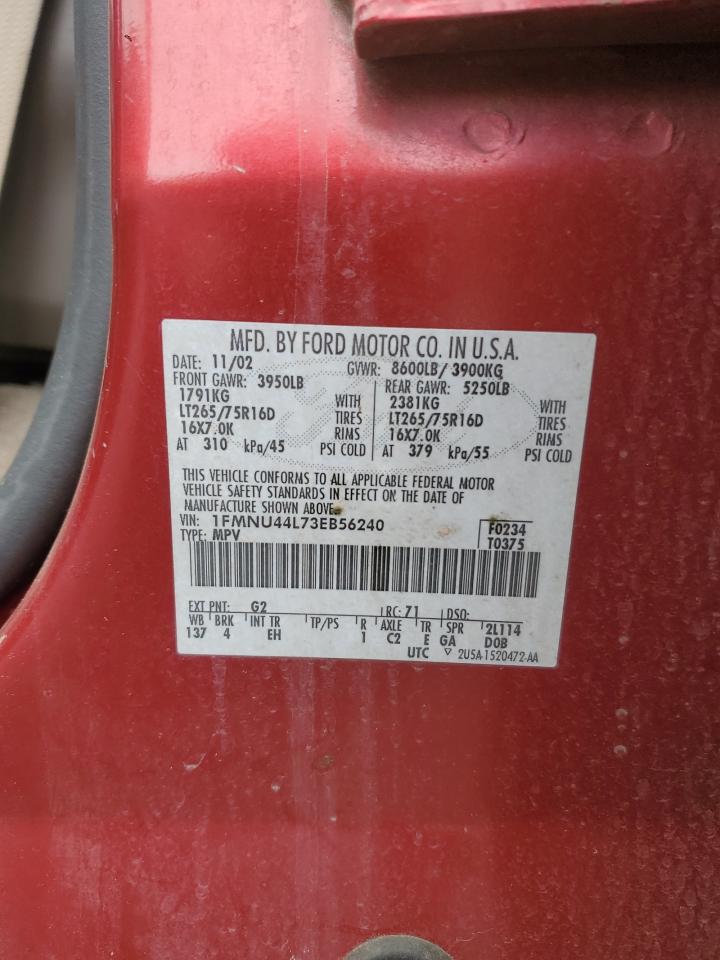 MFD. BY FORD MOTOR CO. IN U.S.A.
DATE: 11/02 GVWR: 8600LB/ 3900KG
FRONT GAWR: 3950LB REAR GAWR: 5250LB
1791KG WITH 2381KG WITH
LT265/75R16D TIRES LT265/75R16D TIRES
16X7.0K RIMS 16X7.0K RIMS
AT 310 kPa/45 PSI COLD AT 379 kPa/55 PSI COLD
THIS VEHICLE CONFORMS TO ALL APPLICABLE FEDERAL MOTOR
VEHICLE SAFETY STANDARDS IN EFFECT ON THE DATE OF
MANUFACTURE SHOWN ABOVE.
VIN: 1FMNU44L73EB56240 F0234
TYPE: MPV T0375
EXT PNT: G2 RC: 71 DSO:
WB BRK INT TR TP/PS R AXLE TR SPR 2L114
137 4 EH 1 C2 E GA DOB
UTC ▽ 2U5A-1520472-AA